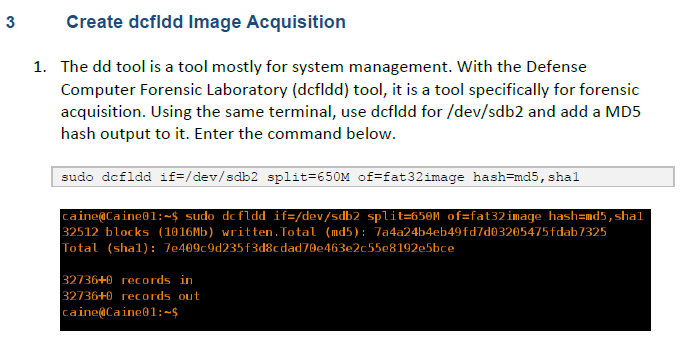 3 Create dcfldd Image Acquisition
1. The dd tool is a tool mostly for system management. With the Defense
Computer Forensic Laboratory (dcfldd) tool, it is a tool specifically for forensic
acquisition. Using the same terminal, use dcfldd for /dev/sdb2 and add a MD5
hash output to it. Enter the command below.
sudo dcfldd if=/dev/sdb2 split=650M of=fat32image hash=md5,sha1
caine@Caine01:~$ sudo dcfldd if=/dev/sdb2 split=650M of=fat32image hash=md5,sha1
32512 blocks (1016Mb) written.Total (md5): 7a4a24b4eb49fd7d03205475fdab7325
Total (sha1): 7e409c9d235f3d8cdad70e463e2c55e8192e5bce
32736+0 records in
32736+0 records out
caine@Caine01:~$